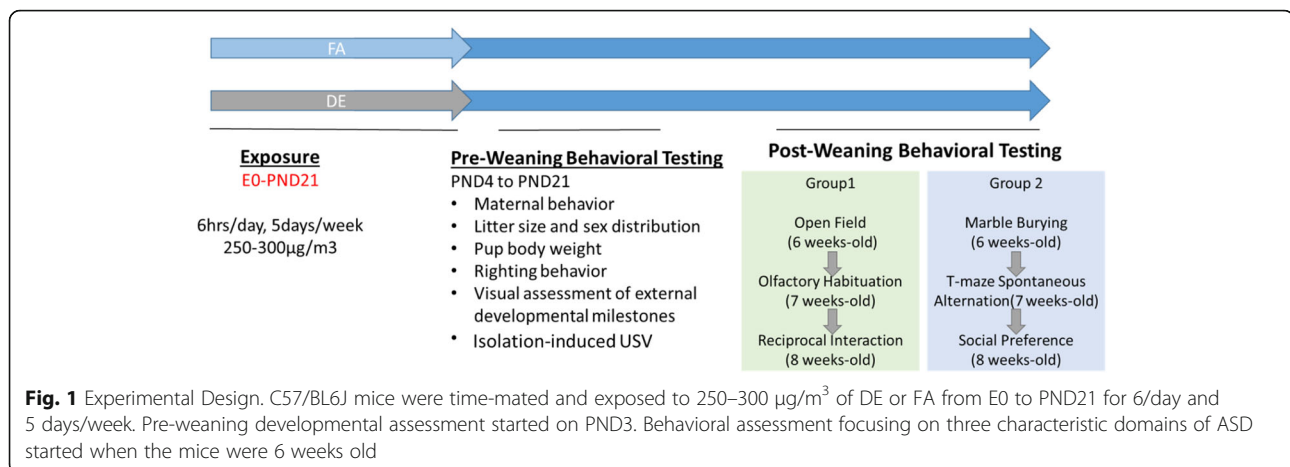 FA
DE
Exposure
E0-PND21
6hrs/day, 5days/week
250-300µg/m3
Pre-Weaning Behavioral Testing
PND4 to PND21
• Maternal behavior
• Litter size and sex distribution
• Pup body weight
• Righting behavior
• Visual assessment of external
developmental milestones
• Isolation-induced USV
Post-Weaning Behavioral Testing
Group1
Open Field
(6 weeks-old)
Olfactory Habituation
(7 weeks-old)
Reciprocal Interaction
(8 weeks-old)
Group 2
Marble Burying
(6 weeks-old)
T-maze Spontaneous
Alternation(7 weeks-old)
Social Preference
(8 weeks-old)
Fig. 1 Experimental Design. C57/BL6J mice were time-mated and exposed to 250–300 μg/m³ of DE or FA from E0 to PND21 for 6/day and
5 days/week. Pre-weaning developmental assessment started on PND3. Behavioral assessment focusing on three characteristic domains of ASD
started when the mice were 6 weeks old